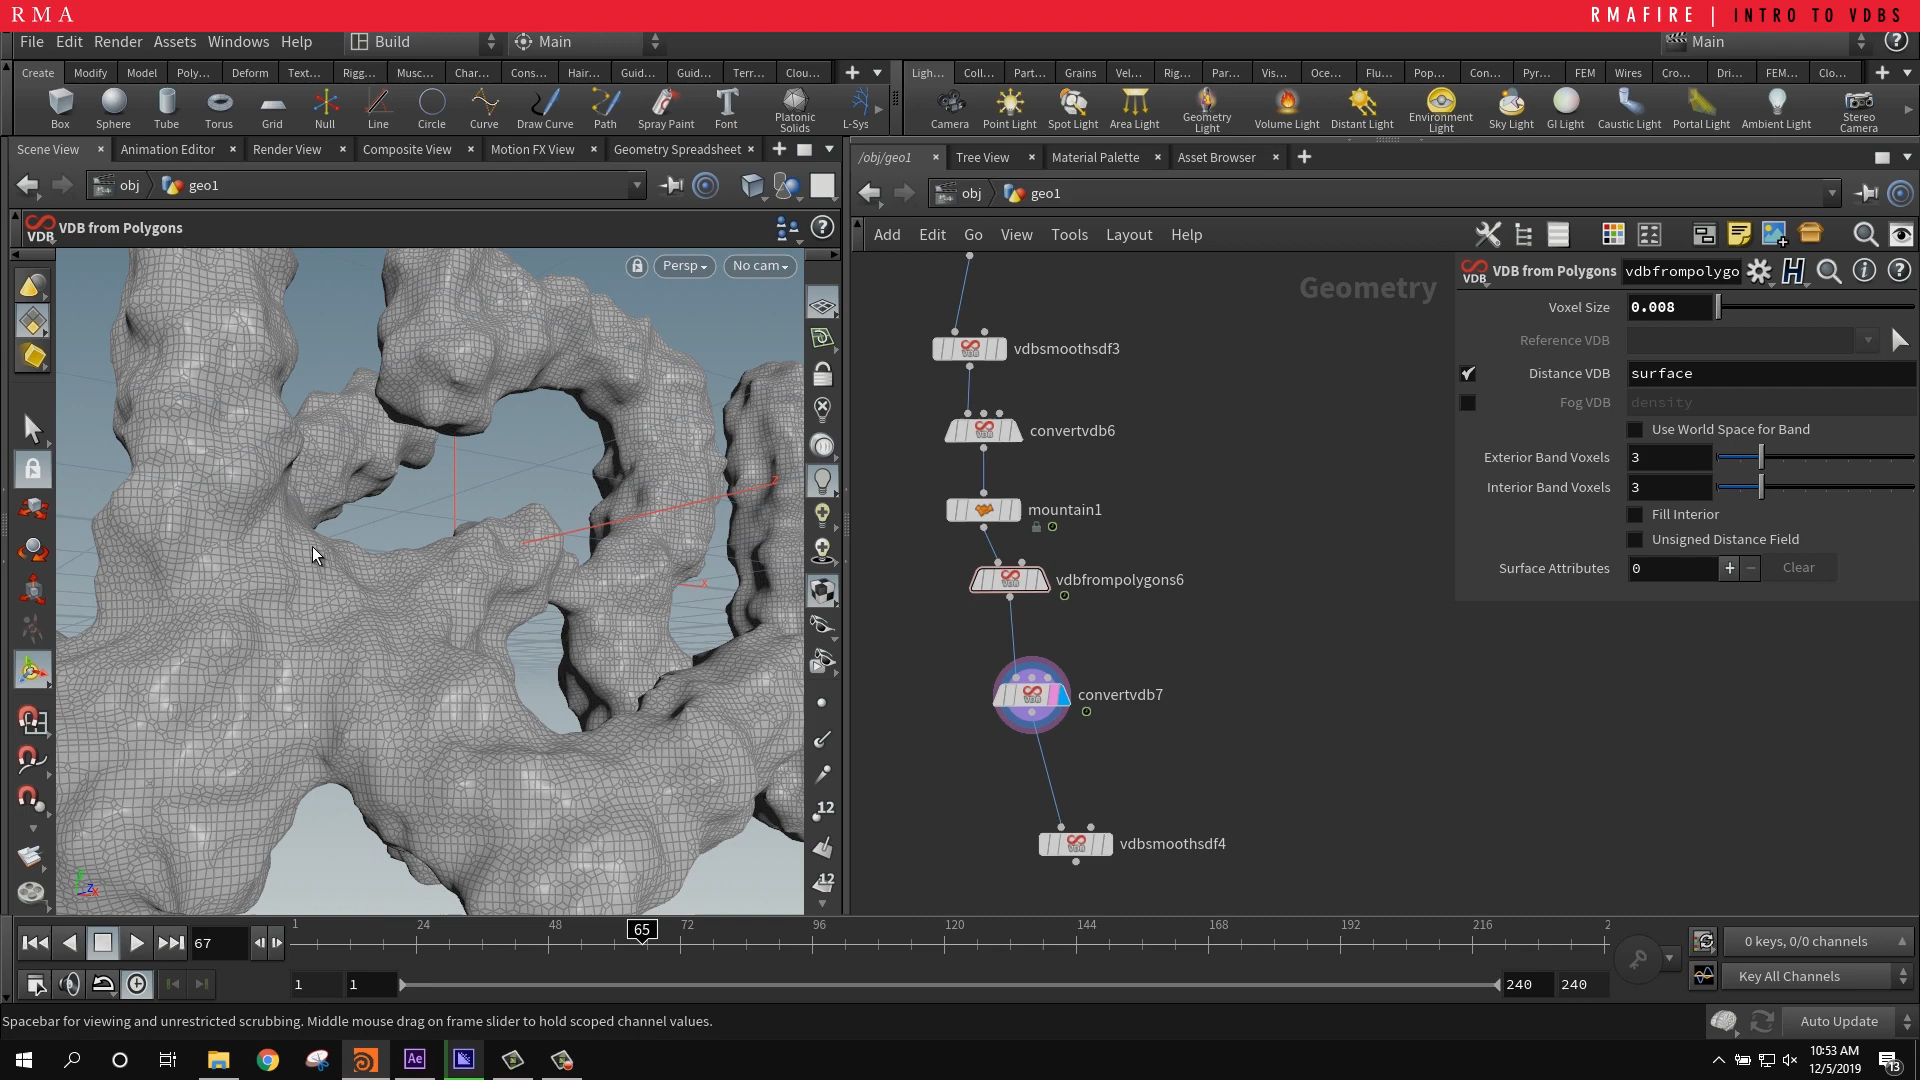 RMA
RMAFIRE | INTRO TO VDBS
File Edit Render Assets Windows Help Build Main Main
Create Modify Model Poly... Deform Text... Rigg... Musc... Char... Cons... Hair... Guid... Guid... Terr... Clou...
Ligh... Coll... Part... Grains Vel... Rig... Par... Vis... Oce... Flu... Pop... Con... Pyr... FEM Wires Cro... Dri... FEM... Clo...
Box Sphere Tube Torus Grid Null Line Circle Curve Draw Curve Path Spray Paint Font Platonic Solids L-Sys
Camera Point Light Spot Light Area Light Geometry Light Volume Light Distant Light Environment Light Sky Light GI Light Caustic Light Portal Light Ambient Light Stereo Camera
Scene View Animation Editor Render View Composite View Motion FX View Geometry Spreadsheet
/obj/geo1 Tree View Material Palette Asset Browser
obj geo1
obj geo1
VDB VDB from Polygons
Add Edit Go View Tools Layout Help
Persp No cam
Geometry
VDB VDB from Polygons vdbfrompolygo
Voxel Size 0.008
Reference VDB
Distance VDB surface
Fog VDB density
Use World Space for Band
Exterior Band Voxels 3
Interior Band Voxels 3
Fill Interior
Unsigned Distance Field
Surface Attributes 0 Clear
vdbsmoothsdf3
convertvdb6
mountain1
vdbfrompolygons6
convertvdb7
vdbsmoothsdf4
z
x
12
12
67
1 24 48 65 72 96 120 144 168 192 216 2
0 keys, 0/0 channels
1 1 240 240
Key All Channels
Spacebar for viewing and unrestricted scrubbing. Middle mouse drag on frame slider to hold scoped channel values.
Auto Update
Ae
10:53 AM
12/5/2019
13